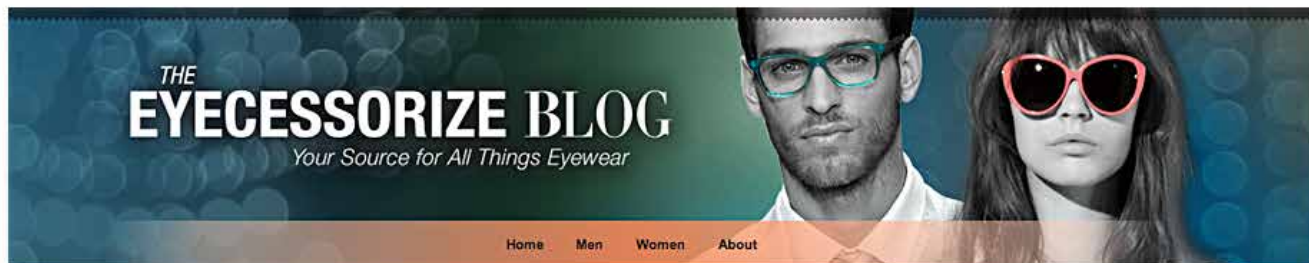 THE
EYECESSORIZE BLOG
Your Source for All Things Eyewear
Home Men Women About